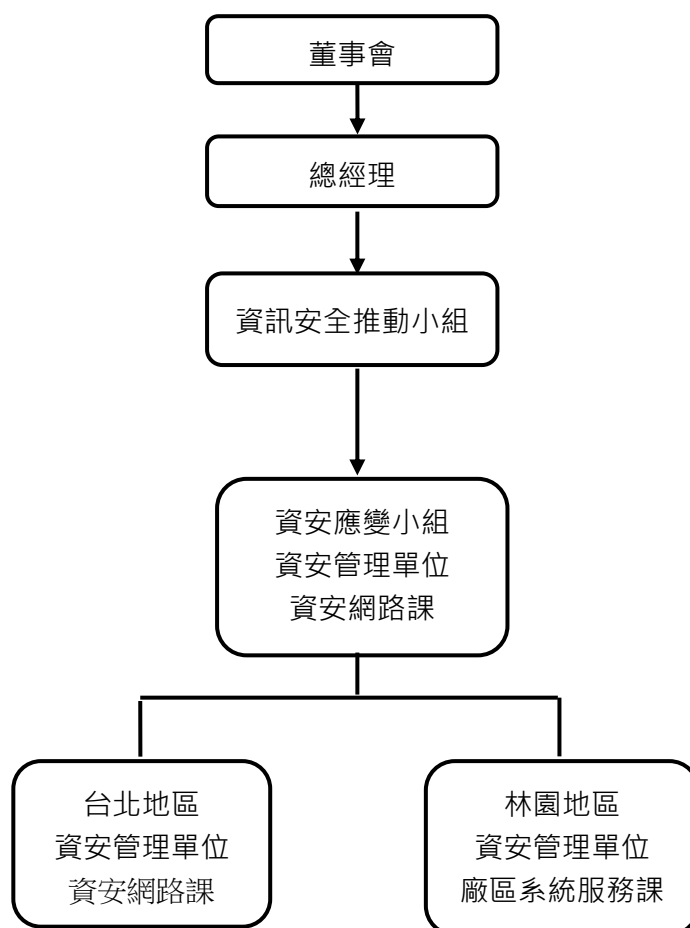 董事會
總經理
資訊安全推動小組
資安應變小組
資安管理單位
資安網路課
台北地區
資安管理單位
資安網路課
林園地區
資安管理單位
廠區系統服務課